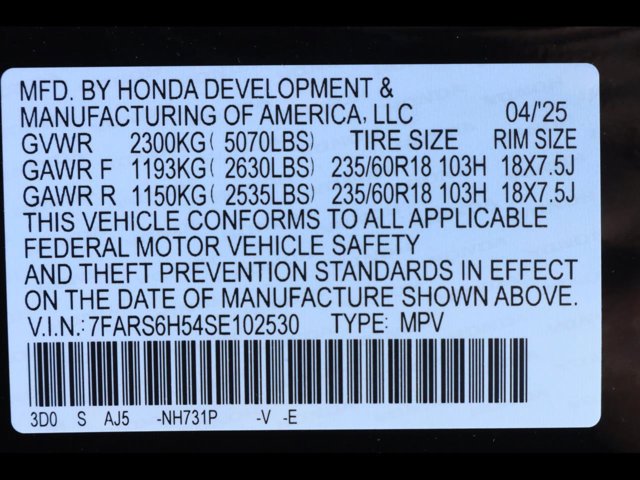 MFD. BY HONDA DEVELOPMENT &
MANUFACTURING OF AMERICA, LLC 04/'25
GVWR 2300KG( 5070LBS) TIRE SIZE RIM SIZE
GAWR F 1193KG( 2630LBS) 235/60R18 103H 18X7.5J
GAWR R 1150KG( 2535LBS) 235/60R18 103H 18X7.5J
THIS VEHICLE CONFORMS TO ALL APPLICABLE
FEDERAL MOTOR VEHICLE SAFETY
AND THEFT PREVENTION STANDARDS IN EFFECT
ON THE DATE OF MANUFACTURE SHOWN ABOVE.
V.I.N.: 7FARS6H54SE102530 TYPE: MPV
3D0 S AJ5 -NH731P -V -E